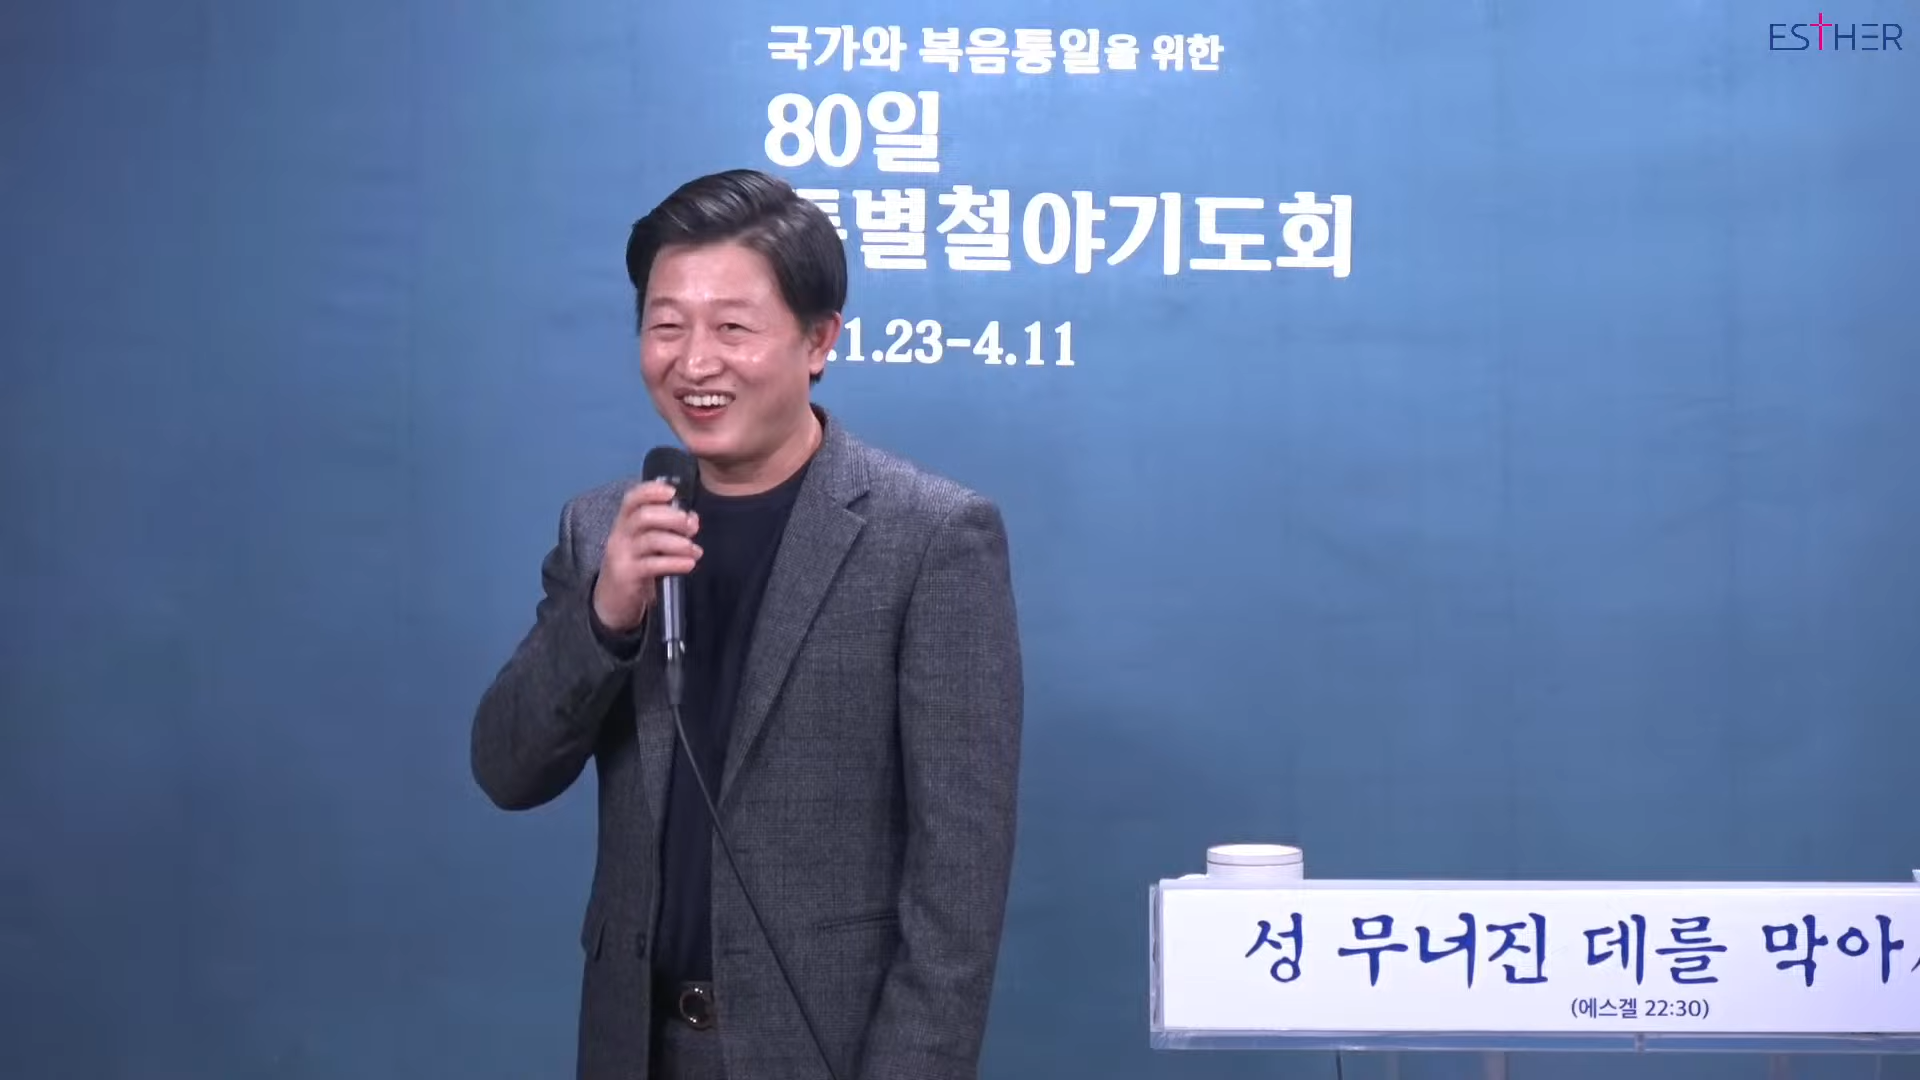 ESTHER
국가와 복음통일을 위한
80일
별철야기도회
.1.23-4.11
성 무너진 데를 막아
(에스겔 22:30)